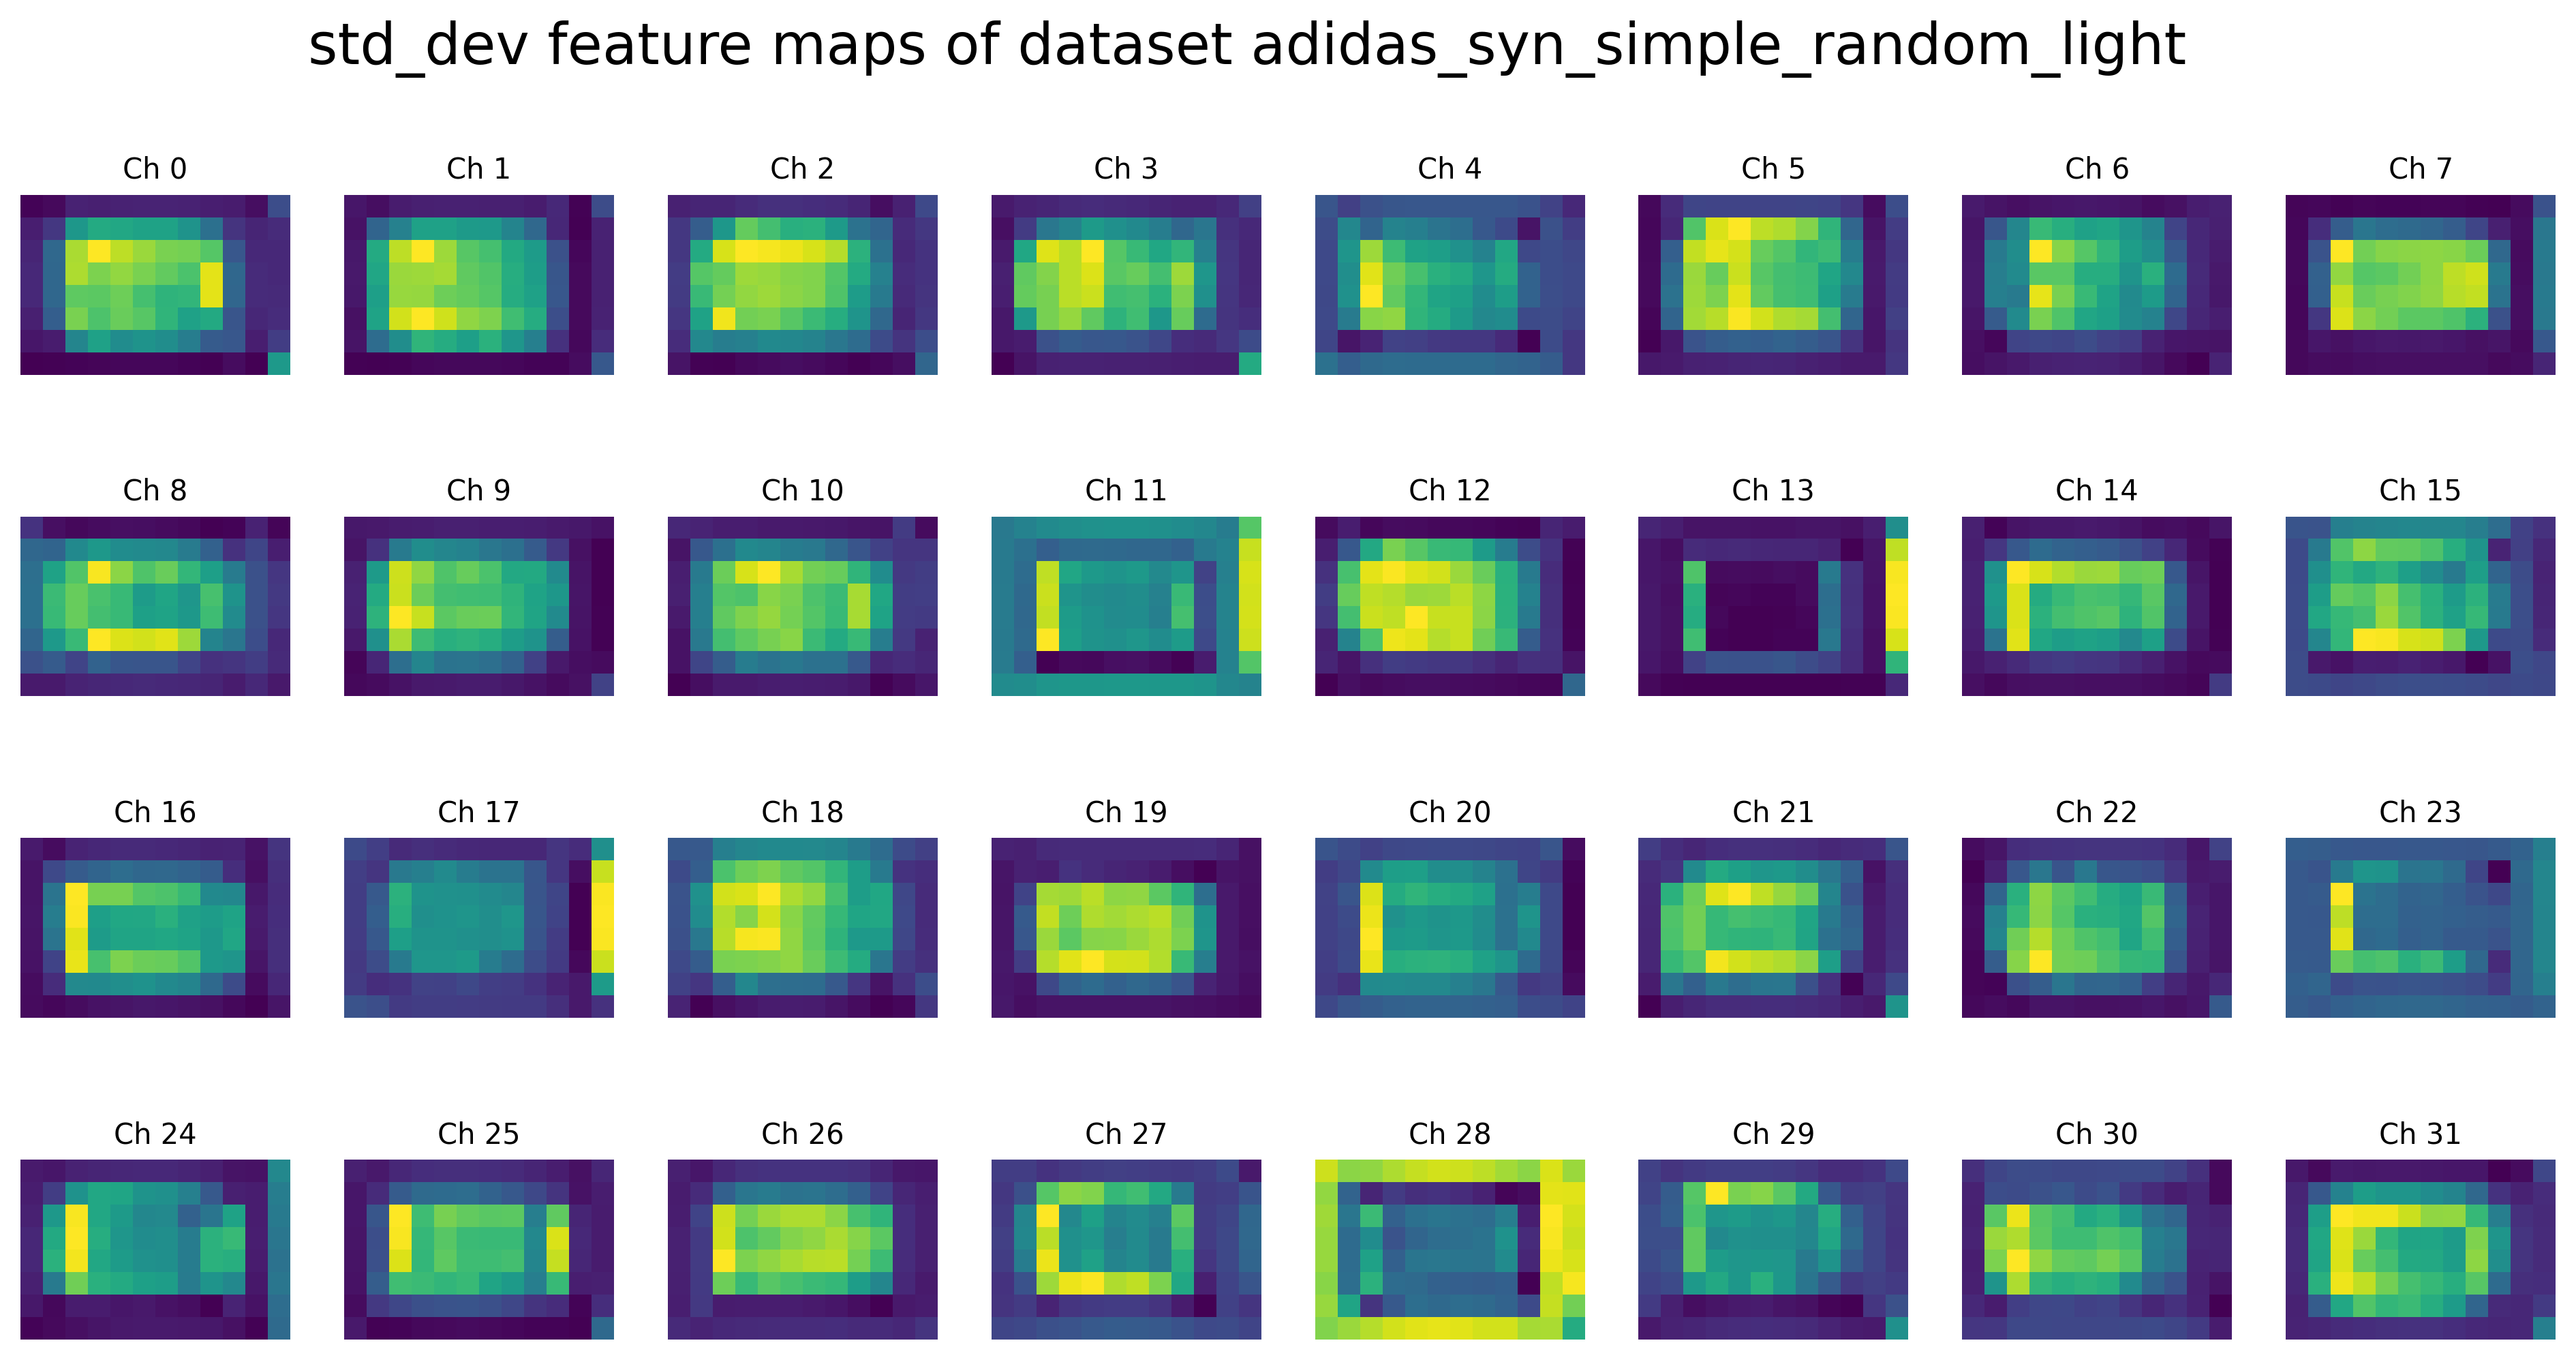 std_dev feature maps of dataset adidas_syn_simple_random_light
Ch 0 Ch 1 Ch 2 Ch 3 Ch 4 Ch 5 Ch 6 Ch 7
Ch 8 Ch 9 Ch 10 Ch 11 Ch 12 Ch 13 Ch 14 Ch 15
Ch 16 Ch 17 Ch 18 Ch 19 Ch 20 Ch 21 Ch 22 Ch 23
Ch 24 Ch 25 Ch 26 Ch 27 Ch 28 Ch 29 Ch 30 Ch 31